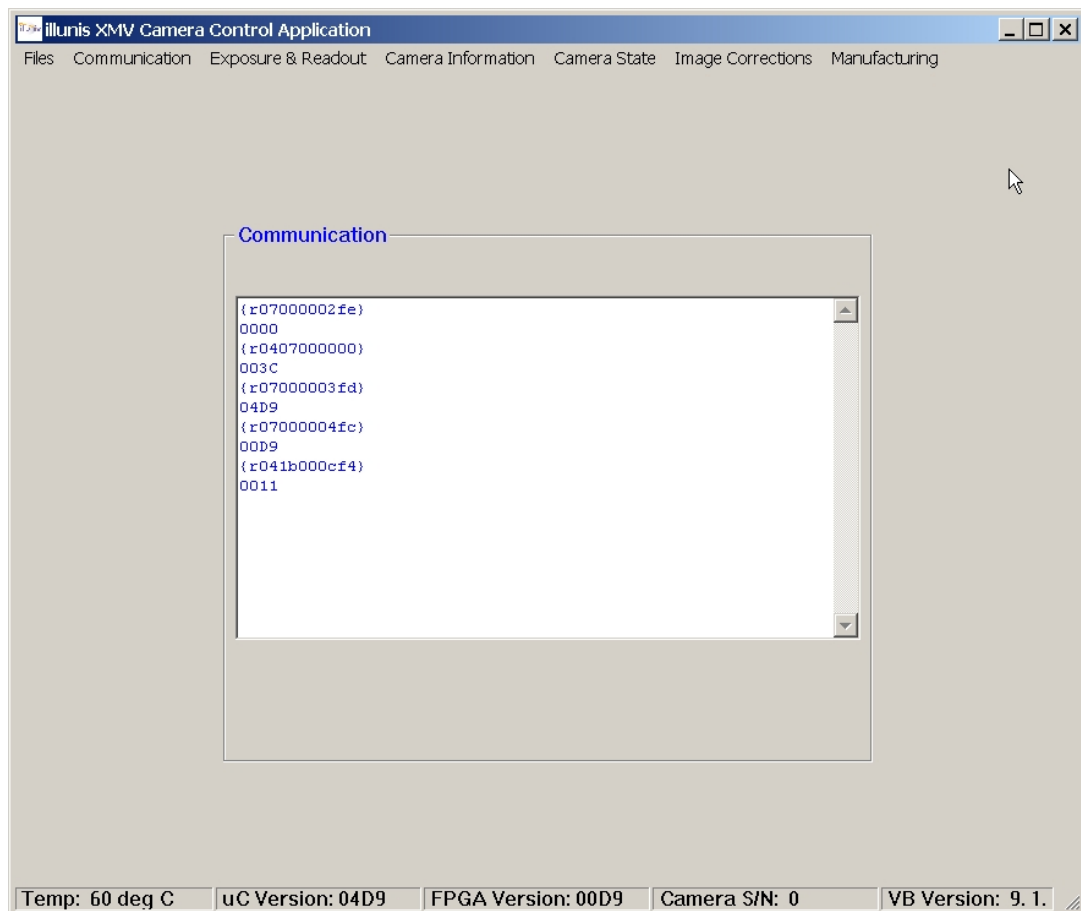 illunis XMV Camera Control Application
Files Communication Exposure & Readout Camera Information Camera State Image Corrections Manufacturing
Communication
{r07000002fe}
0000
{r0407000000}
003C
{r07000003fd}
04D9
{r07000004fc}
00D9
{r041b000cf4}
0011
Temp: 60 deg C uC Version: 04D9 FPGA Version: 00D9 Camera S/N: 0 VB Version: 9. 1.